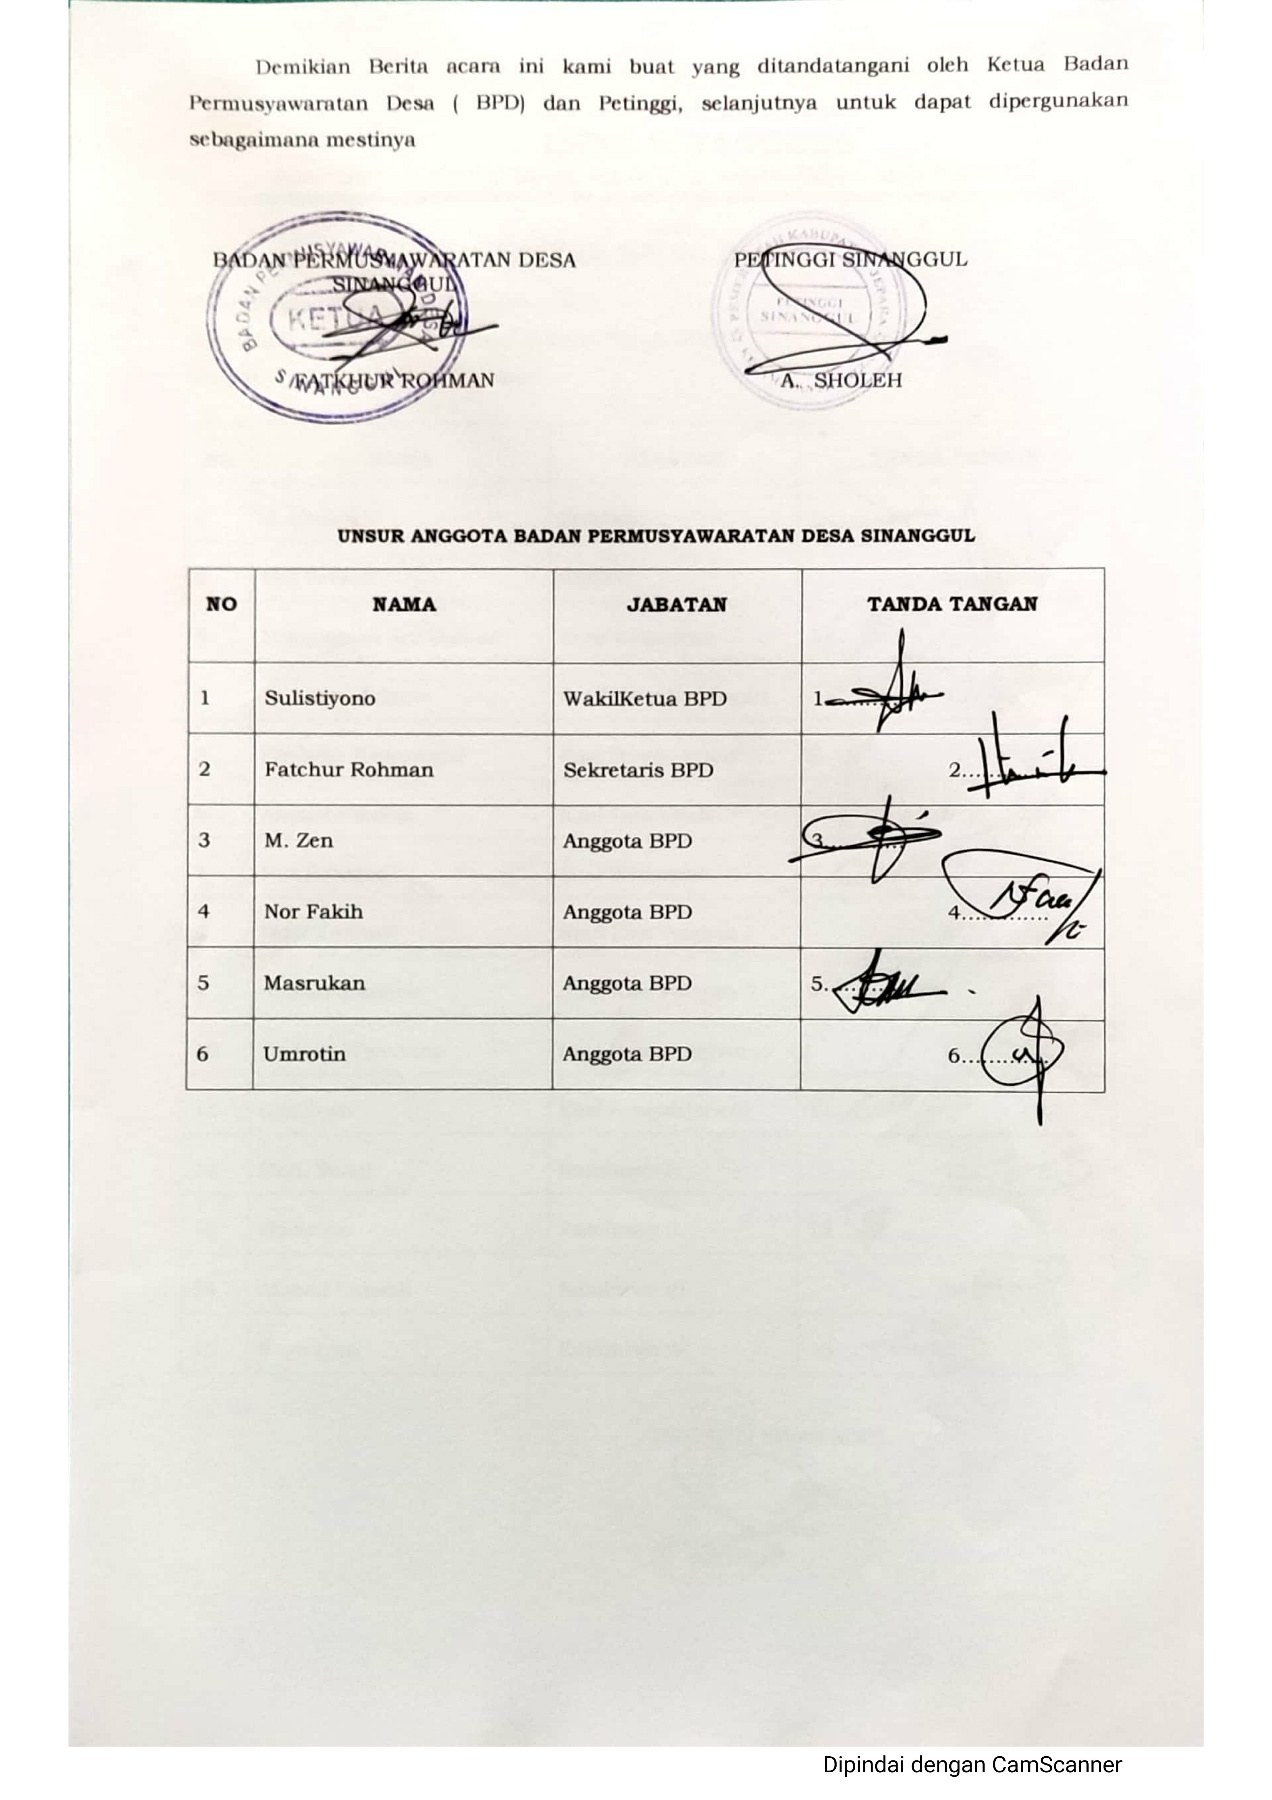 Demikian Berita acara ini kami buat yang ditandatangani oleh Ketua Badan
Permusyawaratan Desa ( BPD) dan Petinggi, selanjutnya untuk dapat dipergunakan
sebagaimana mestinya
BADAN PERMUSYAWARATAN DESA
SINANGGUL
PETINGGI SINANGGUL
KETUA
PETINGGI
SINANGGUL
FATKHUR ROHMAN
A. SHOLEH
UNSUR ANGGOTA BADAN PERMUSYAWARATAN DESA SINANGGUL
NO NAMA JABATAN TANDA TANGAN
1 Sulistiyono WakilKetua BPD 1
2 Fatchur Rohman Sekretaris BPD 2......
3 M. Zen Anggota BPD 3
4 Nor Fakih Anggota BPD 4...............
5 Masrukan Anggota BPD 5.
6 Umrotin Anggota BPD 6...............
Dipindai dengan CamScanner